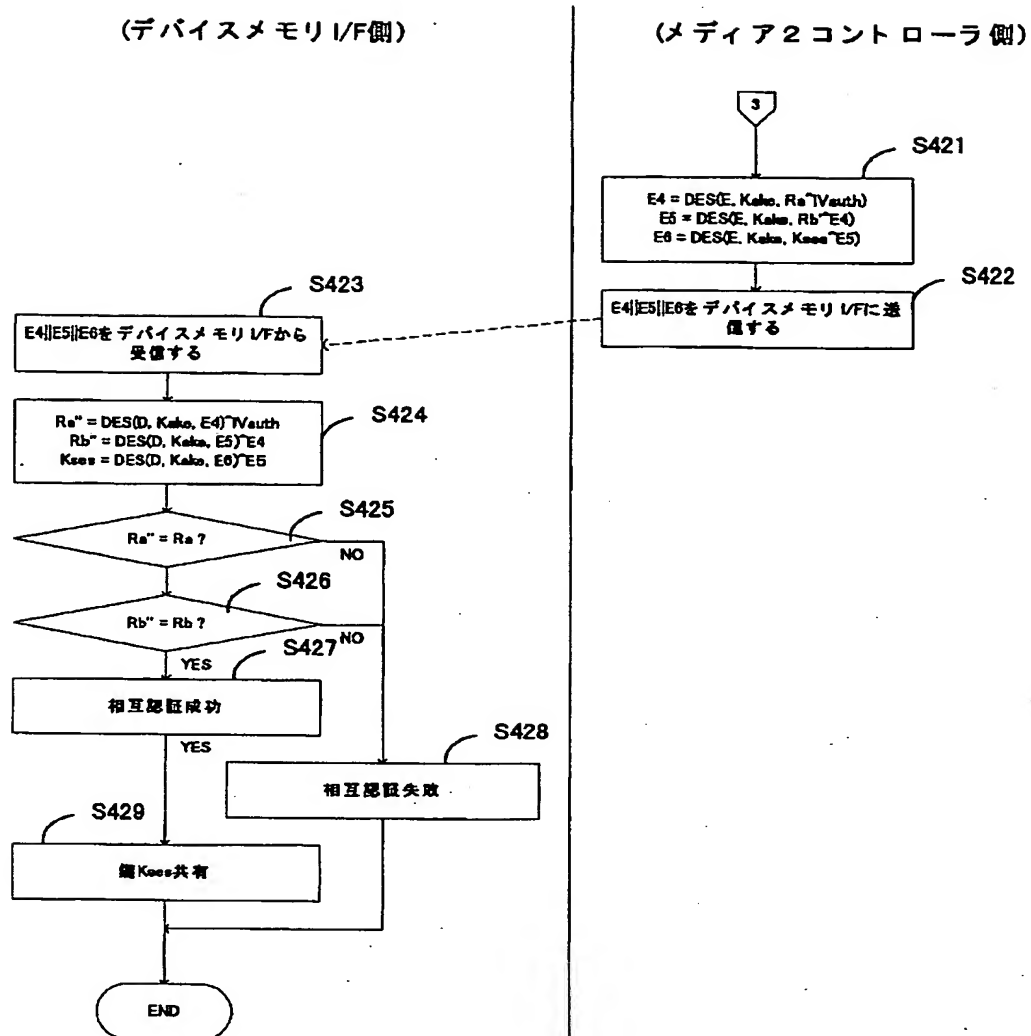 (デバイスメモリI/F側)
(メディア2コントローラ側)
3
S421
E4 = DES(E, Kake, Ra^IVauth)
E5 = DES(E, Kake, Rb^E4)
E6 = DES(E, Kake, Kses^E5)
S422
E4||E5||E6をデバイスメモリI/Fに送
信する
S423
E4||E5||E6をデバイスメモリI/Fから
受信する
S424
Ra" = DES(D, Kake, E4)^IVauth
Rb" = DES(D, Kake, E5)^E4
Kses = DES(D, Kake, E6)^E5
S425
Ra" = Ra ?
NO
S426
Rb" = Rb ?
NO
YES
S427
相互認証成功
YES
S428
相互認証失敗
S429
鍵Kses共有
END